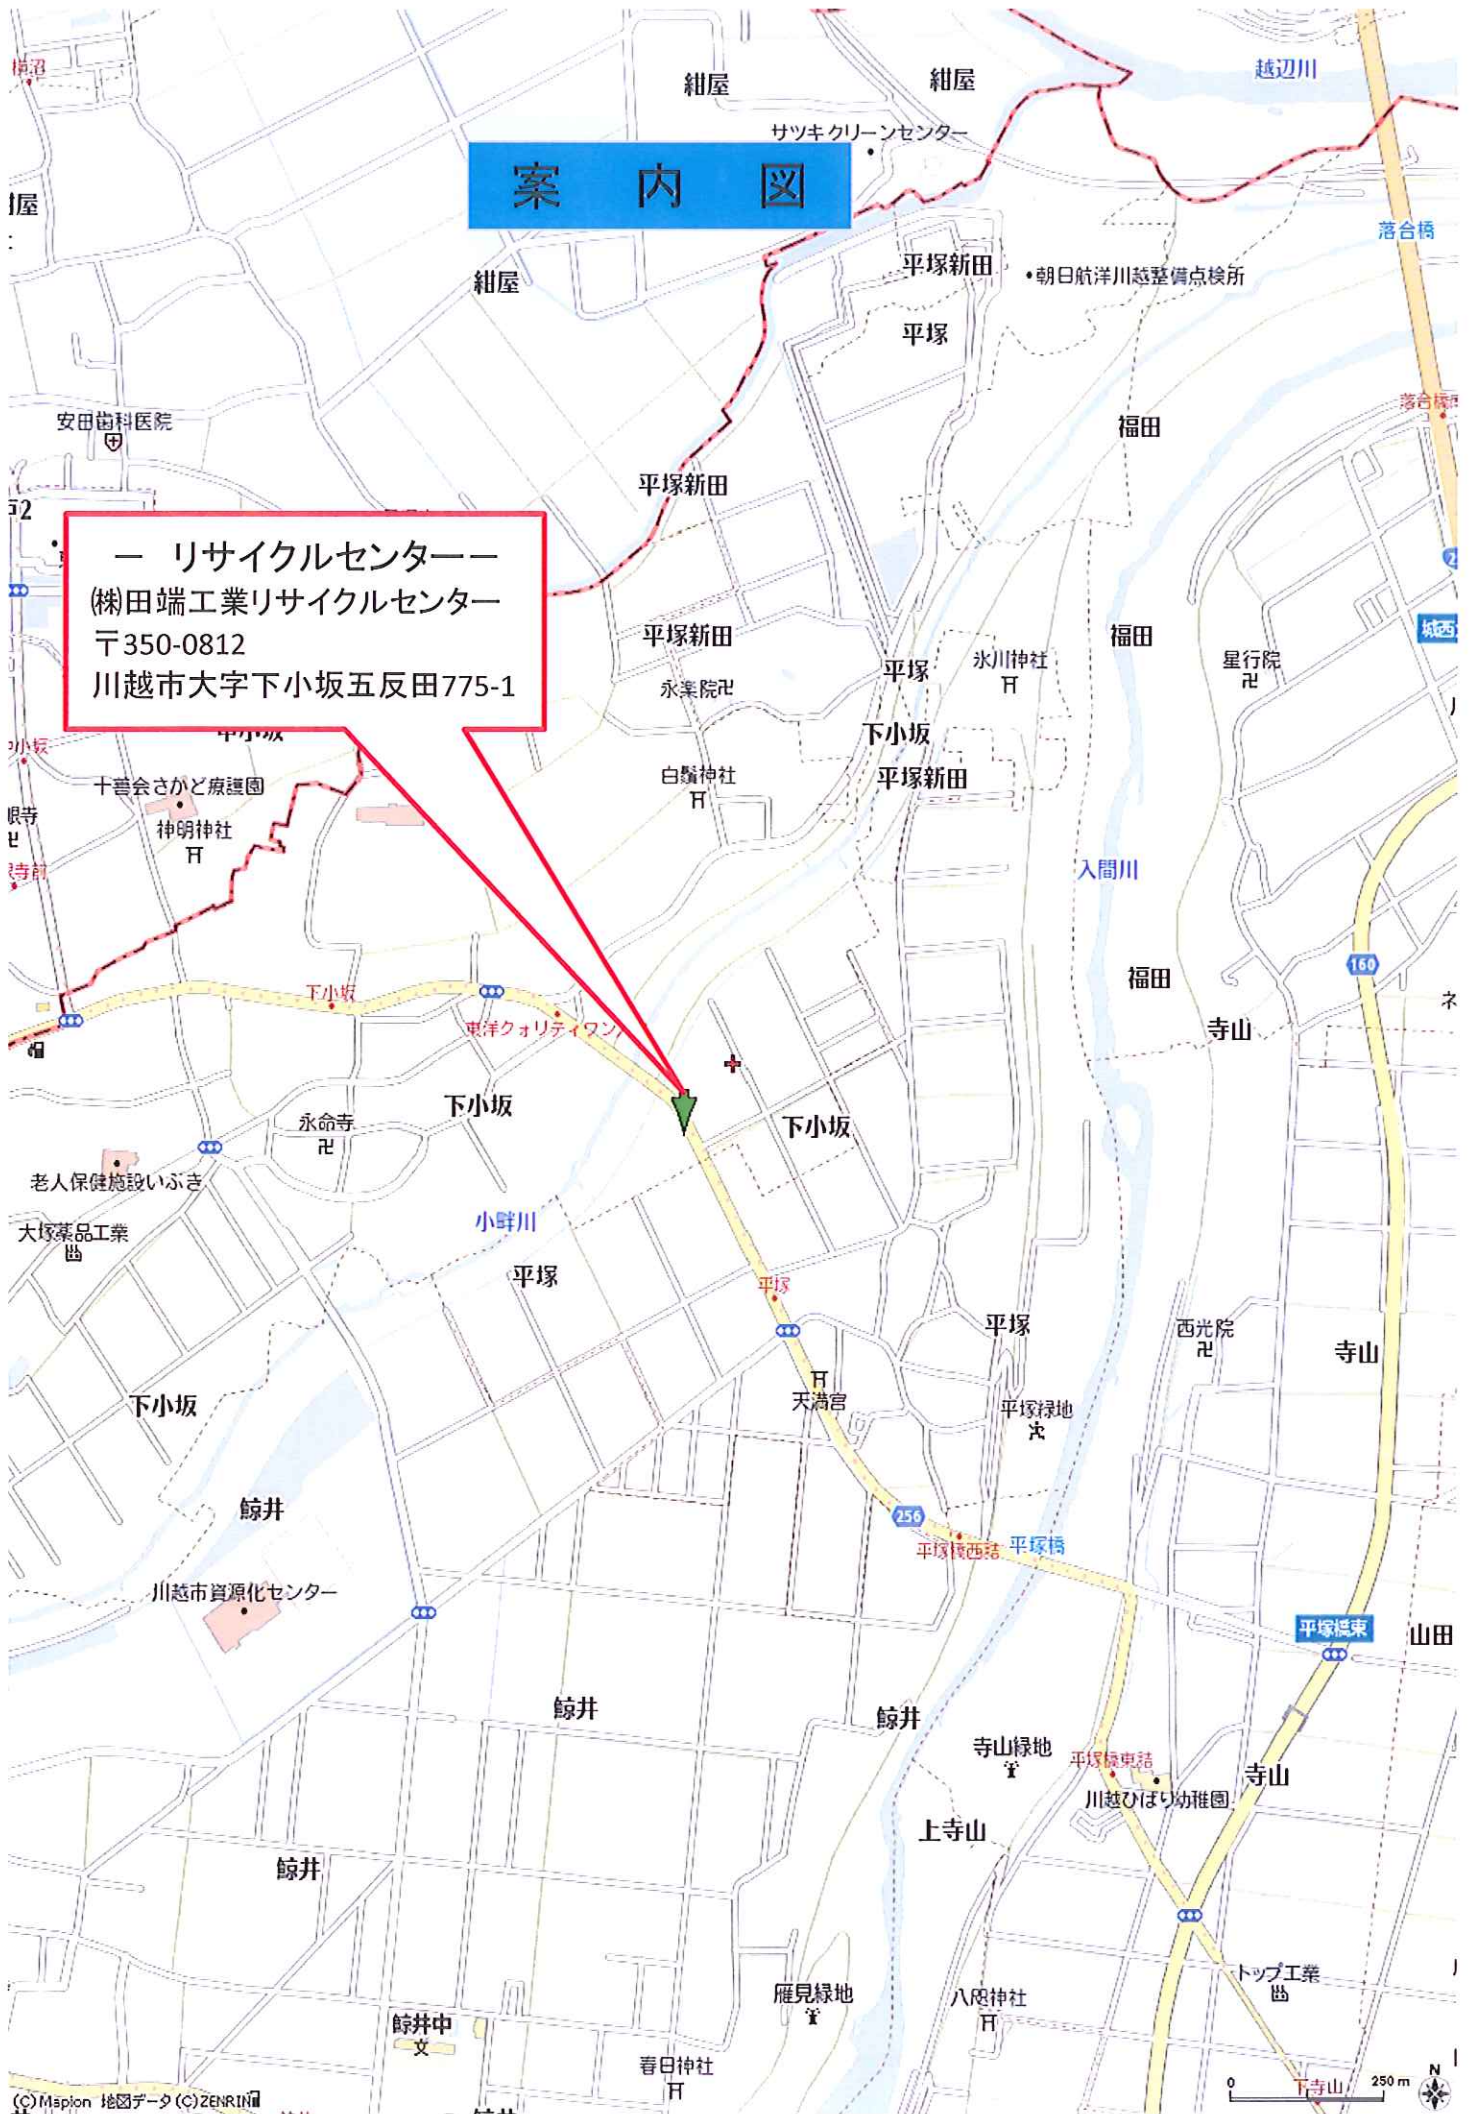 横沼
紺屋
紺屋
越辺川
サツキクリーンセンター
案 内 図
落合橋
紺屋
平塚新田
・朝日航洋川越整備点検所
平塚
安田歯科医院
福田
平塚新田
― リサイクルセンター―
㈱田端工業リサイクルセンター
〒350-0812
川越市大字下小坂五反田775-1
平塚新田
福田
城西
永楽院
平塚
氷川神社
星行院
下小坂
中小坂
十善会さかど療護園
白鬚神社
平塚新田
神明神社
入間川
160
福田
下小坂
東洋クォリティワン
寺山
下小坂
下小坂
永命寺
老人保健施設いぶき
大塚薬品工業
小畔川
平塚
平塚
平塚
西光院
寺山
天満宮
平塚緑地
下小坂
鯨井
256
平塚橋西詰
平塚橋
川越市資源化センター
平塚橋東
山田
鯨井
鯨井
寺山緑地
平塚橋東詰
寺山
川越ひばり幼稚園
上寺山
鯨井
トップ工業
雁見緑地
八咫神社
鯨井中
文
春日神社
N
0
250 m
下寺山
(C)Mapion 地図データ(C)ZENRIN